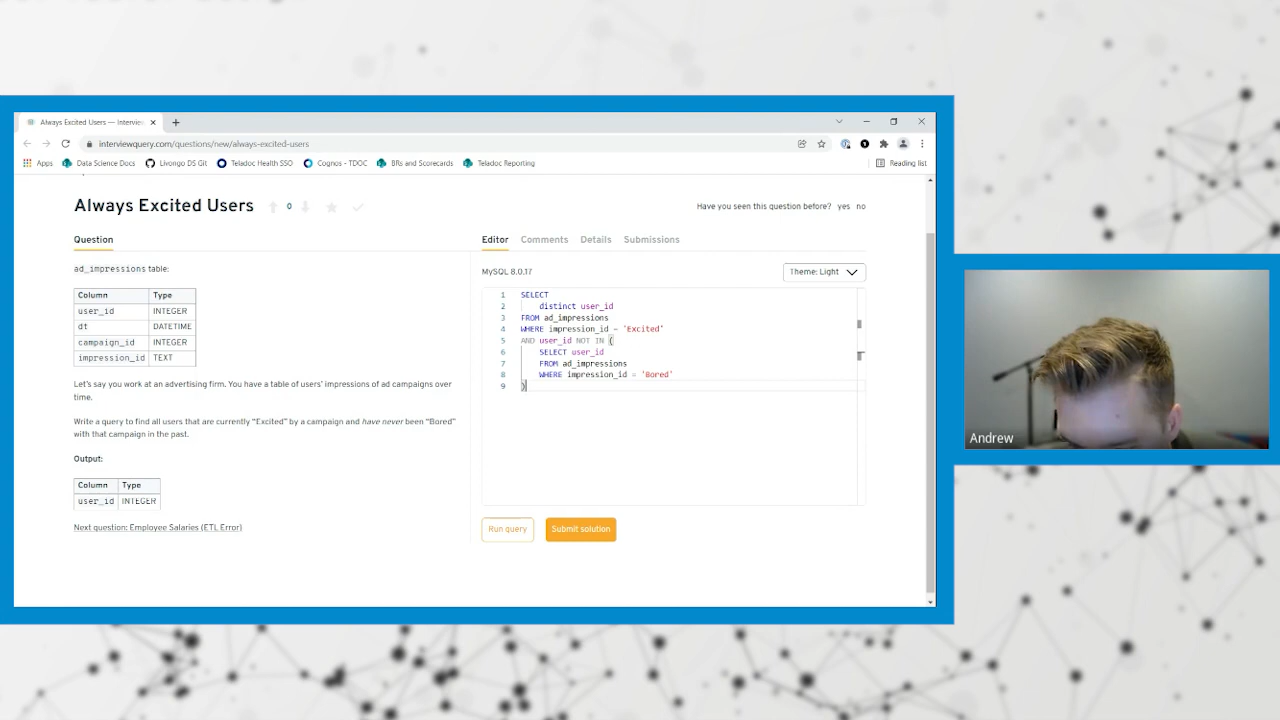 Always Excited Users — Interview
interviewquery.com/questions/new/always-excited-users
Apps Data Science Docs Livongo DS Git Teladoc Health SSO Cognos - TDOC BRs and Scorecards Teladoc Reporting Reading list
Always Excited Users 0
Have you seen this question before? yes no
Question
ad_impressions table:
Column Type
user_id INTEGER
dt DATETIME
campaign_id INTEGER
impression_id TEXT
Let's say you work at an advertising firm. You have a table of users' impressions of ad campaigns over
time.
Write a query to find all users that are currently "Excited" by a campaign and have never been "Bored"
with that campaign in the past.
Output:
Column Type
user_id INTEGER
Next question: Employee Salaries (ETL Error)
Editor Comments Details Submissions
MySQL 8.0.17 Theme: Light
1 SELECT
2 distinct user_id
3 FROM ad_impressions
4 WHERE impression_id = 'Excited'
5 AND user_id NOT IN (
6 SELECT user_id
7 FROM ad_impressions
8 WHERE impression_id = 'Bored'
9 )
Run query Submit solution
Andrew